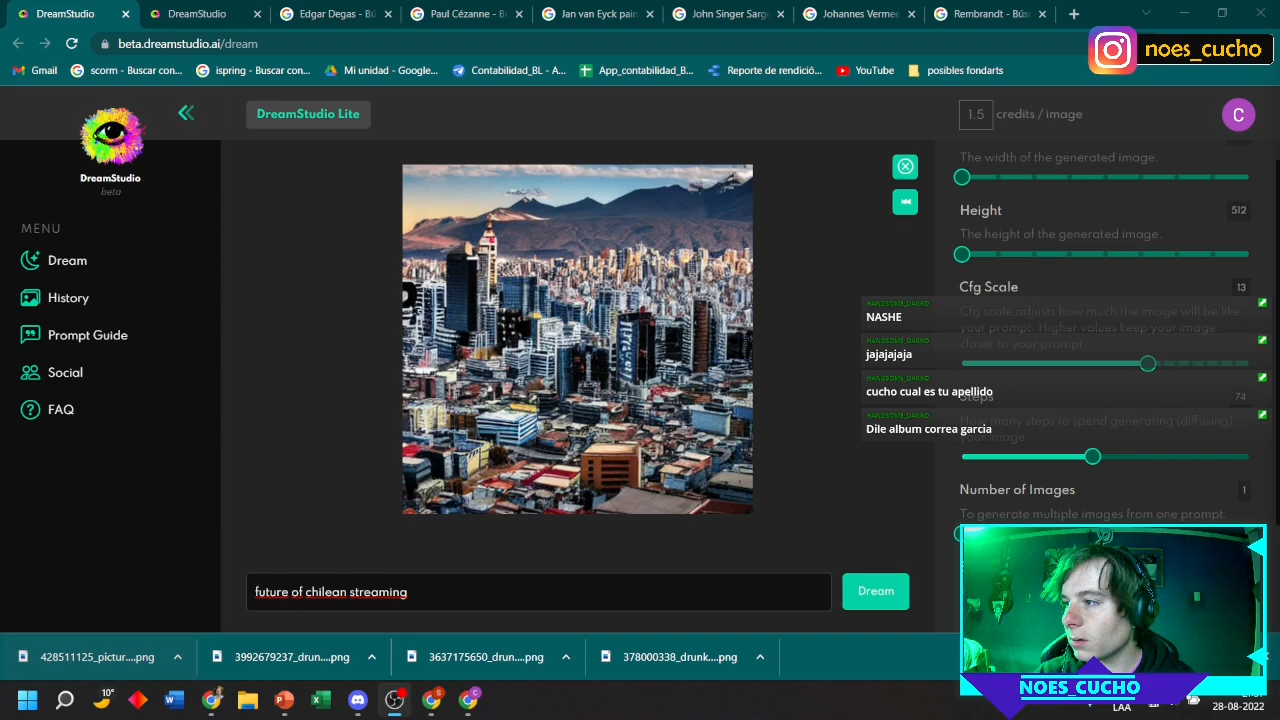 DreamStudio
DreamStudio
Edgar Degas - Bú
Paul Cézanne - B
Jan van Eyck pain
John Singer Sarge
Johannes Vermee
Rembrandt - Búse
beta.dreamstudio.ai/dream
noes_cucho
Gmail
scorm - Buscar con...
ispring - Buscar con...
Mi unidad - Google...
Contabilidad_BL - A...
App_contabilidad_B...
Reporte de rendició...
YouTube
posibles fondarts
DreamStudio
beta
DreamStudio Lite
1.5 credits / image
C
MENU
Dream
History
Prompt Guide
Social
FAQ
The width of the generated image.
Height 512
The height of the generated image.
Cfg Scale 13
Cfg scale adjusts how much the image will be like
your prompt. Higher values keep your image
closer to your prompt.
HANDSOME_DARKO
NASHE
HANDSOME_DARKO
jajajajaja
HANDSOME_DARKO
cucho cual es tu apellido
HANDSOME_DARKO
Dile album correa garcia
Steps 74
How many steps to spend generating (diffusing)
your image.
Number of Images 1
To generate multiple images from one prompt.
future of chilean streaming
Dream
428511125_pictur....png
3992679237_drun....png
3637175650_drun....png
378000338_drunk....png
NOES_CUCHO
10°
LAA
28-08-2022